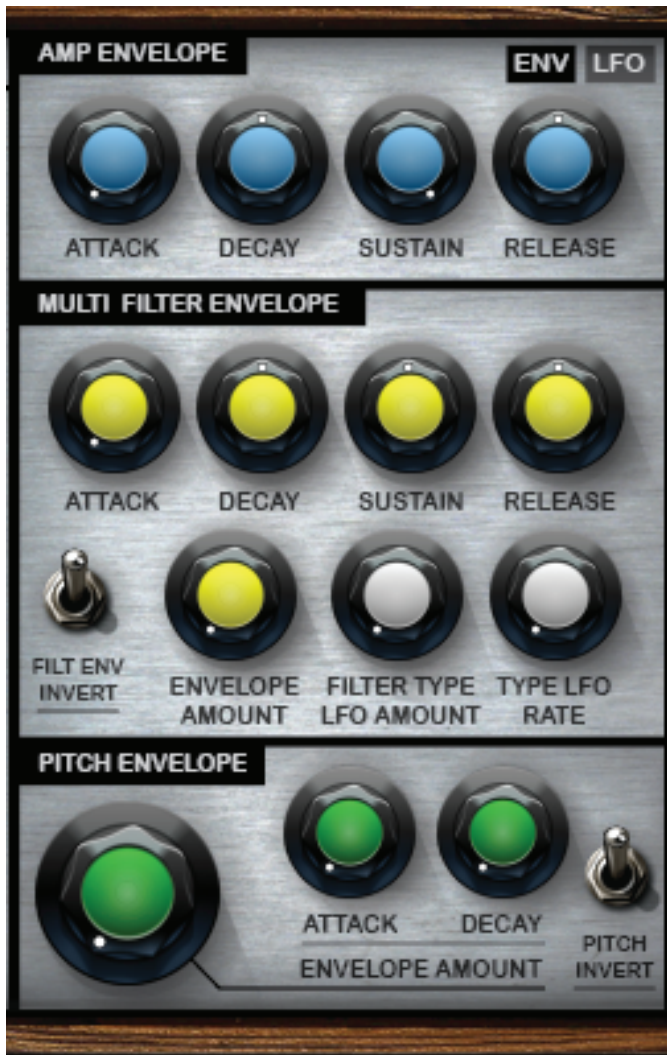 AMP ENVELOPE
ENV LFO
ATTACK DECAY SUSTAIN RELEASE
MULTI FILTER ENVELOPE
ATTACK DECAY SUSTAIN RELEASE
FILT ENV
INVERT
ENVELOPE
AMOUNT
FILTER TYPE
LFO AMOUNT
TYPE LFO
RATE
PITCH ENVELOPE
ATTACK DECAY
ENVELOPE AMOUNT
PITCH
INVERT